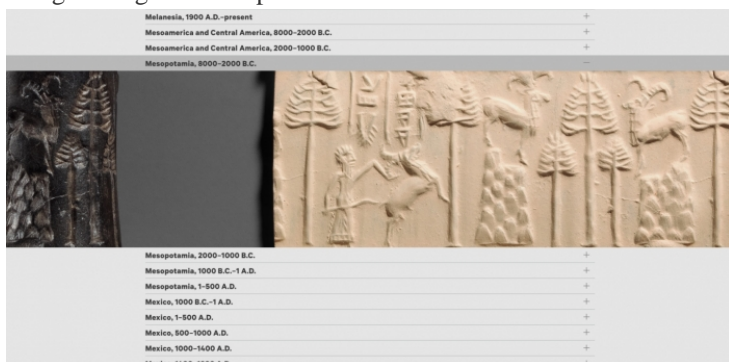 Melanesia, 1900 A.D.–present
Mesoamerica and Central America, 8000–2000 B.C.
Mesoamerica and Central America, 2000–1000 B.C.
Mesopotamia, 8000–2000 B.C.
Mesopotamia, 2000–1000 B.C.
Mesopotamia, 1000 B.C.–1 A.D.
Mesopotamia, 1–500 A.D.
Mexico, 1000 B.C.–1 A.D.
Mexico, 1–500 A.D.
Mexico, 500–1000 A.D.
Mexico, 1000–1400 A.D.